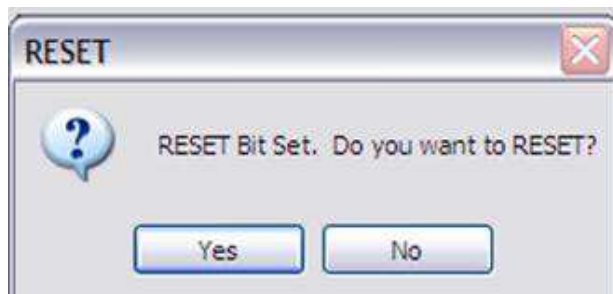 RESET
RESET Bit Set. Do you want to RESET?
Yes
No